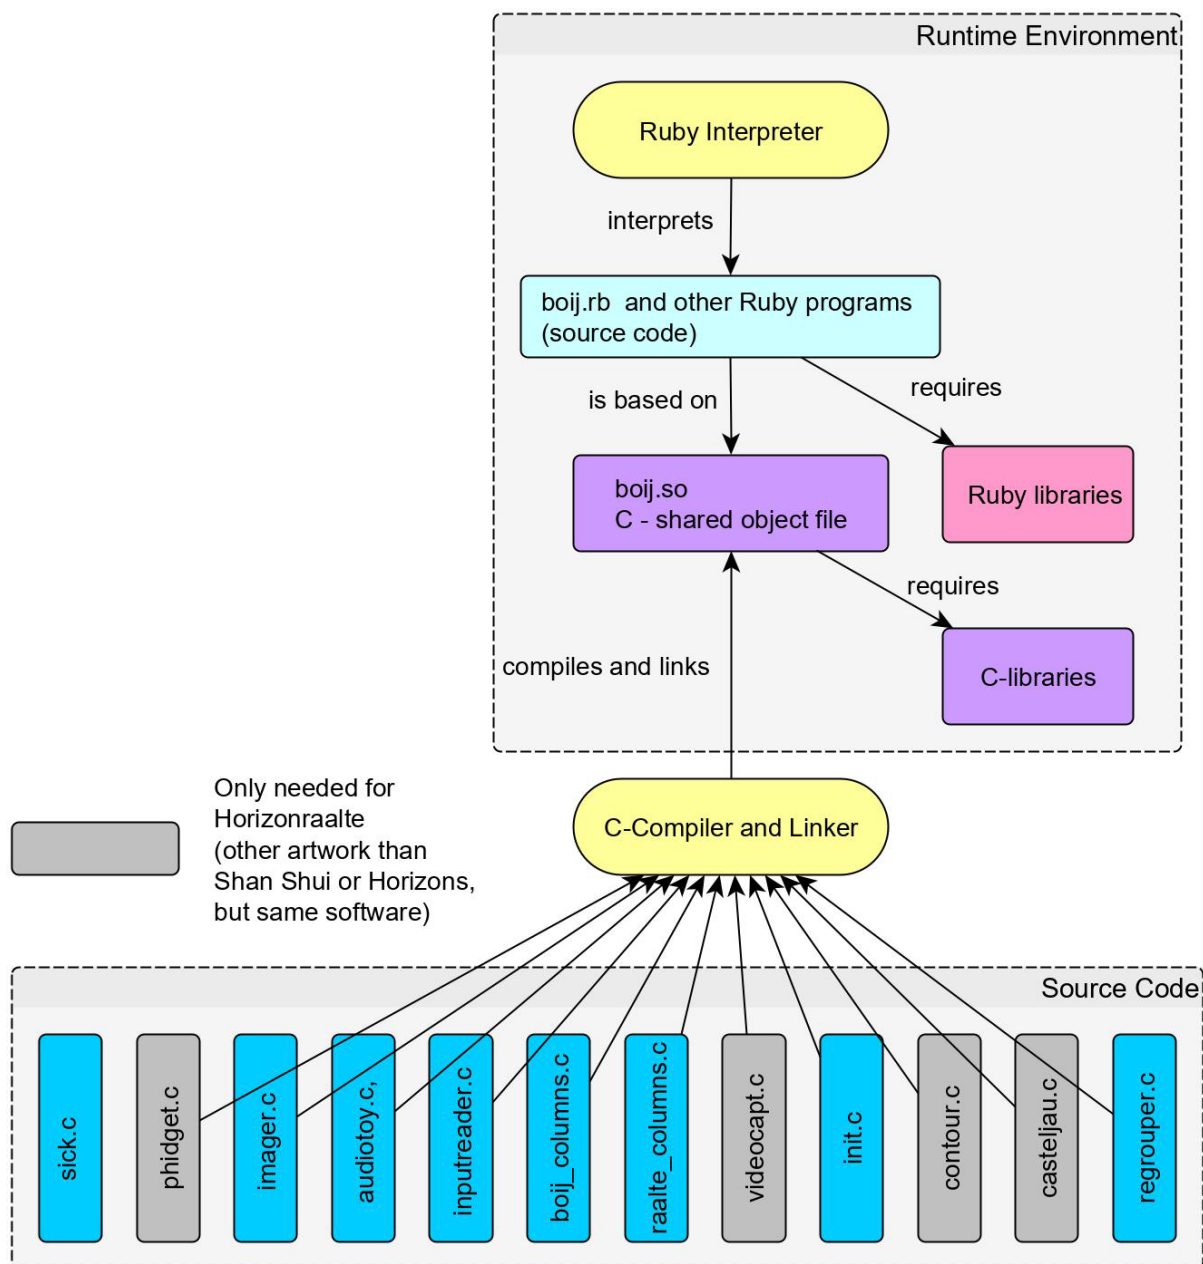 Runtime Environment
Ruby Interpreter
interprets
boij.rb and other Ruby programs
(source code)
is based on
requires
boij.so
C - shared object file
Ruby libraries
requires
compiles and links
C-libraries
Only needed for
Horizonraalte
(other artwork than
Shan Shui or Horizons,
but same software)
C-Compiler and Linker
Source Code
sick.c
phidget.c
imager.c
audiotoy.c,
inputreader.c
boij_columns.c
raalte_columns.c
videocapt.c
init.c
contour.c
casteljau.c
regrouper.c